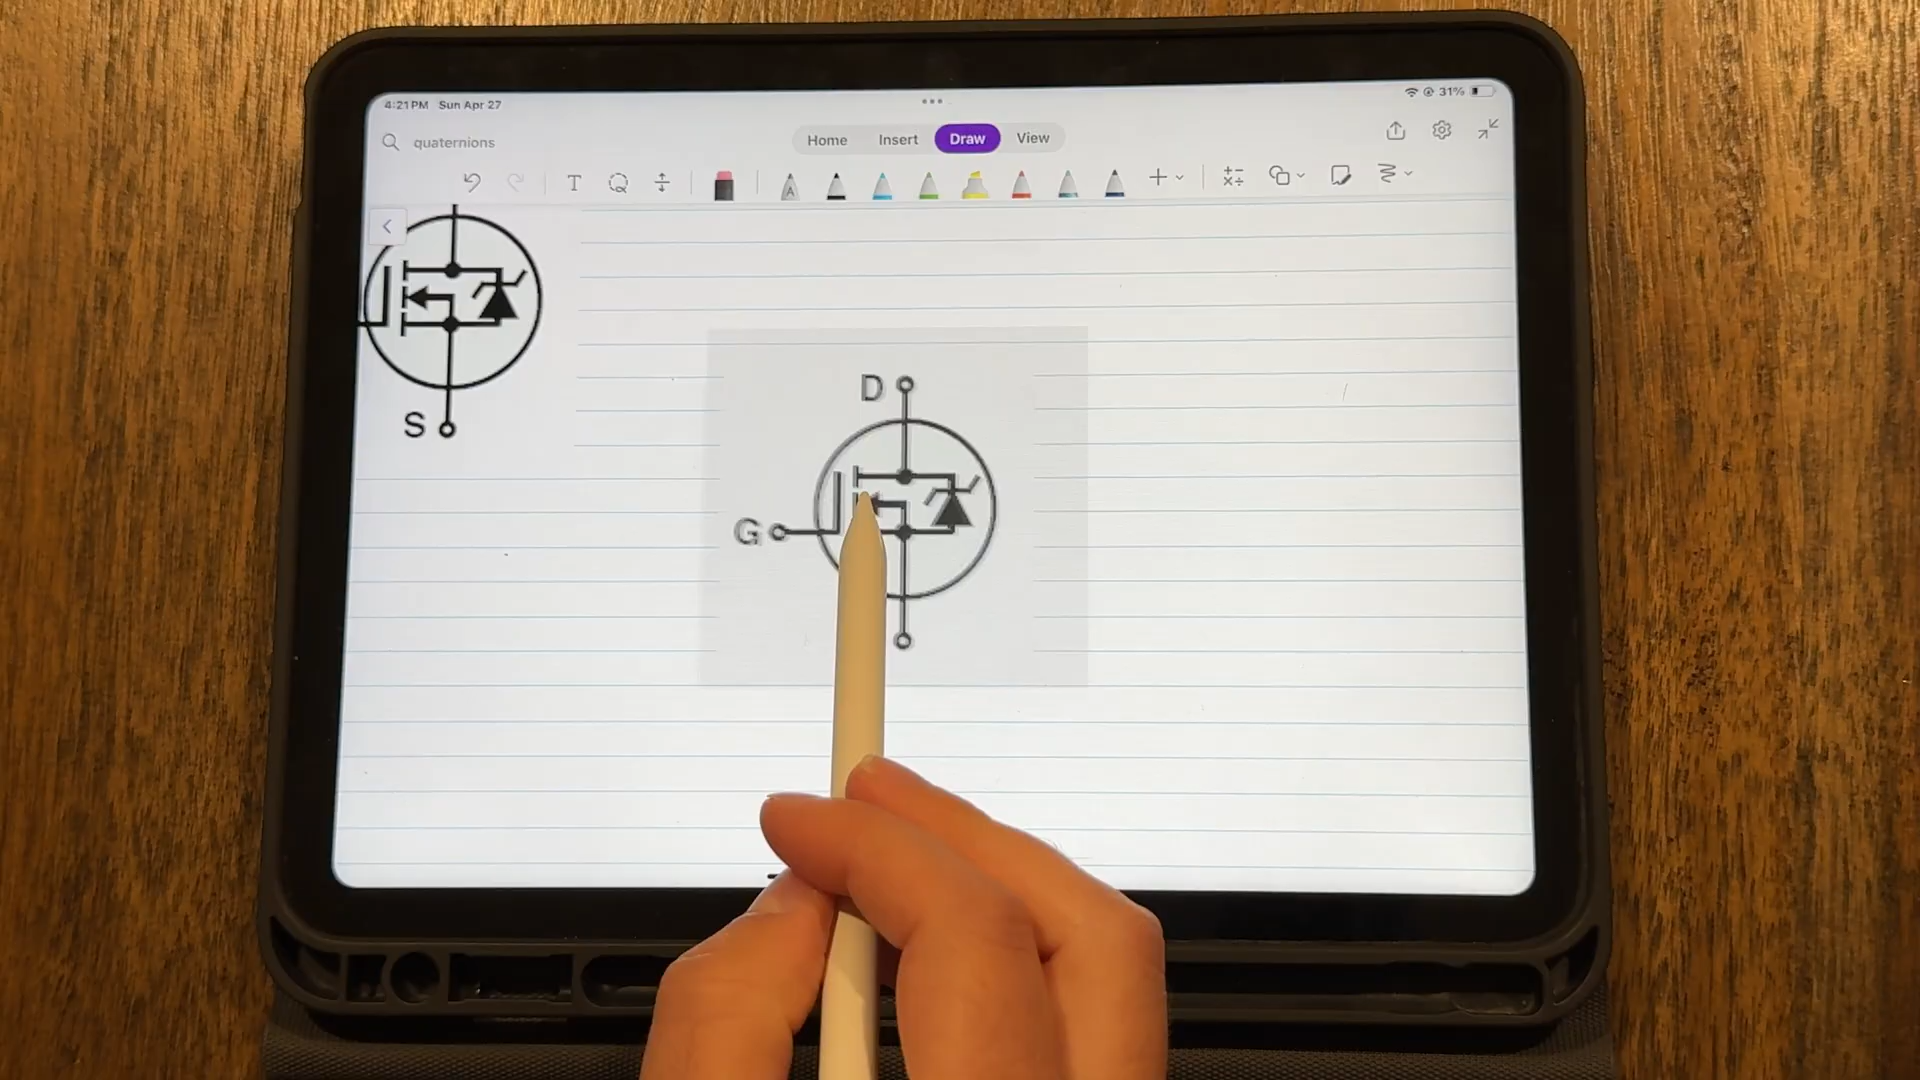 4:21 PM Sun Apr 27
31%
quaternions
Home Insert Draw View
T
A
S
D
G